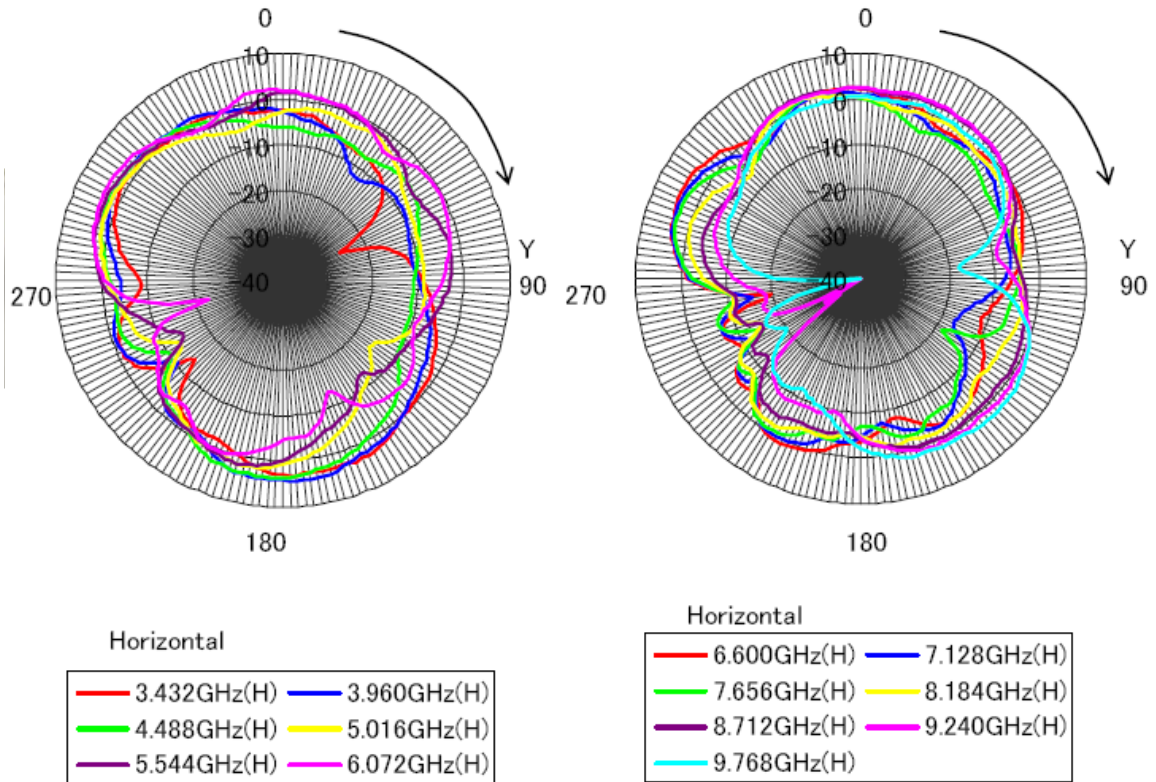 0
10
0
-10
-20
-30
-40
Y
90
270
180
Horizontal
3.432GHz(H) 3.960GHz(H)
4.488GHz(H) 5.016GHz(H)
5.544GHz(H) 6.072GHz(H)
0
10
0
-10
-20
-30
-40
Y
90
270
180
Horizontal
6.600GHz(H) 7.128GHz(H)
7.656GHz(H) 8.184GHz(H)
8.712GHz(H) 9.240GHz(H)
9.768GHz(H)